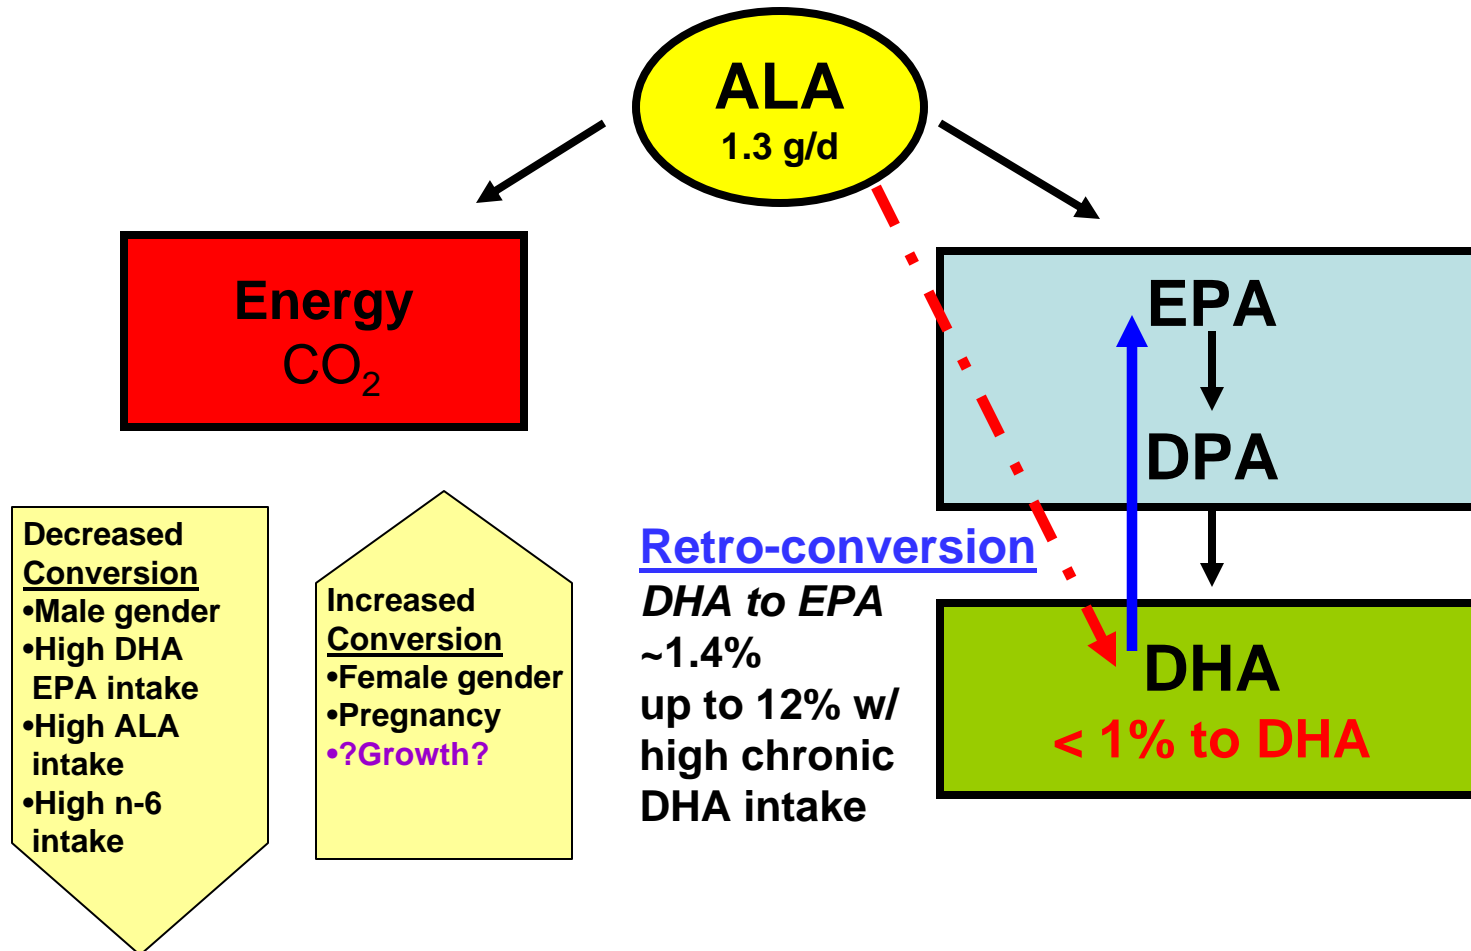 ALA
1.3 g/d
Energy
CO₂
EPA
DPA
DHA
< 1% to DHA
Retro-conversion
DHA to EPA
~1.4%
up to 12% w/
high chronic
DHA intake
Decreased
Conversion
•Male gender
•High DHA
EPA intake
•High ALA
intake
•High n-6
intake
Increased
Conversion
•Female gender
•Pregnancy
•?Growth?